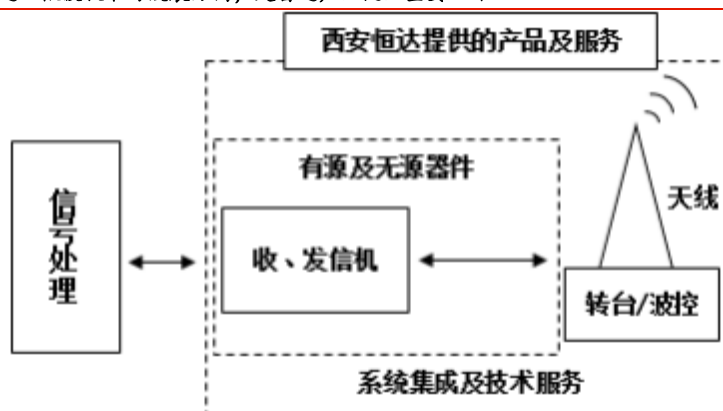 西安恒达提供的产品及服务
有源及无源器件
天线
信号处理
收、发信机
转台/波控
系统集成及技术服务